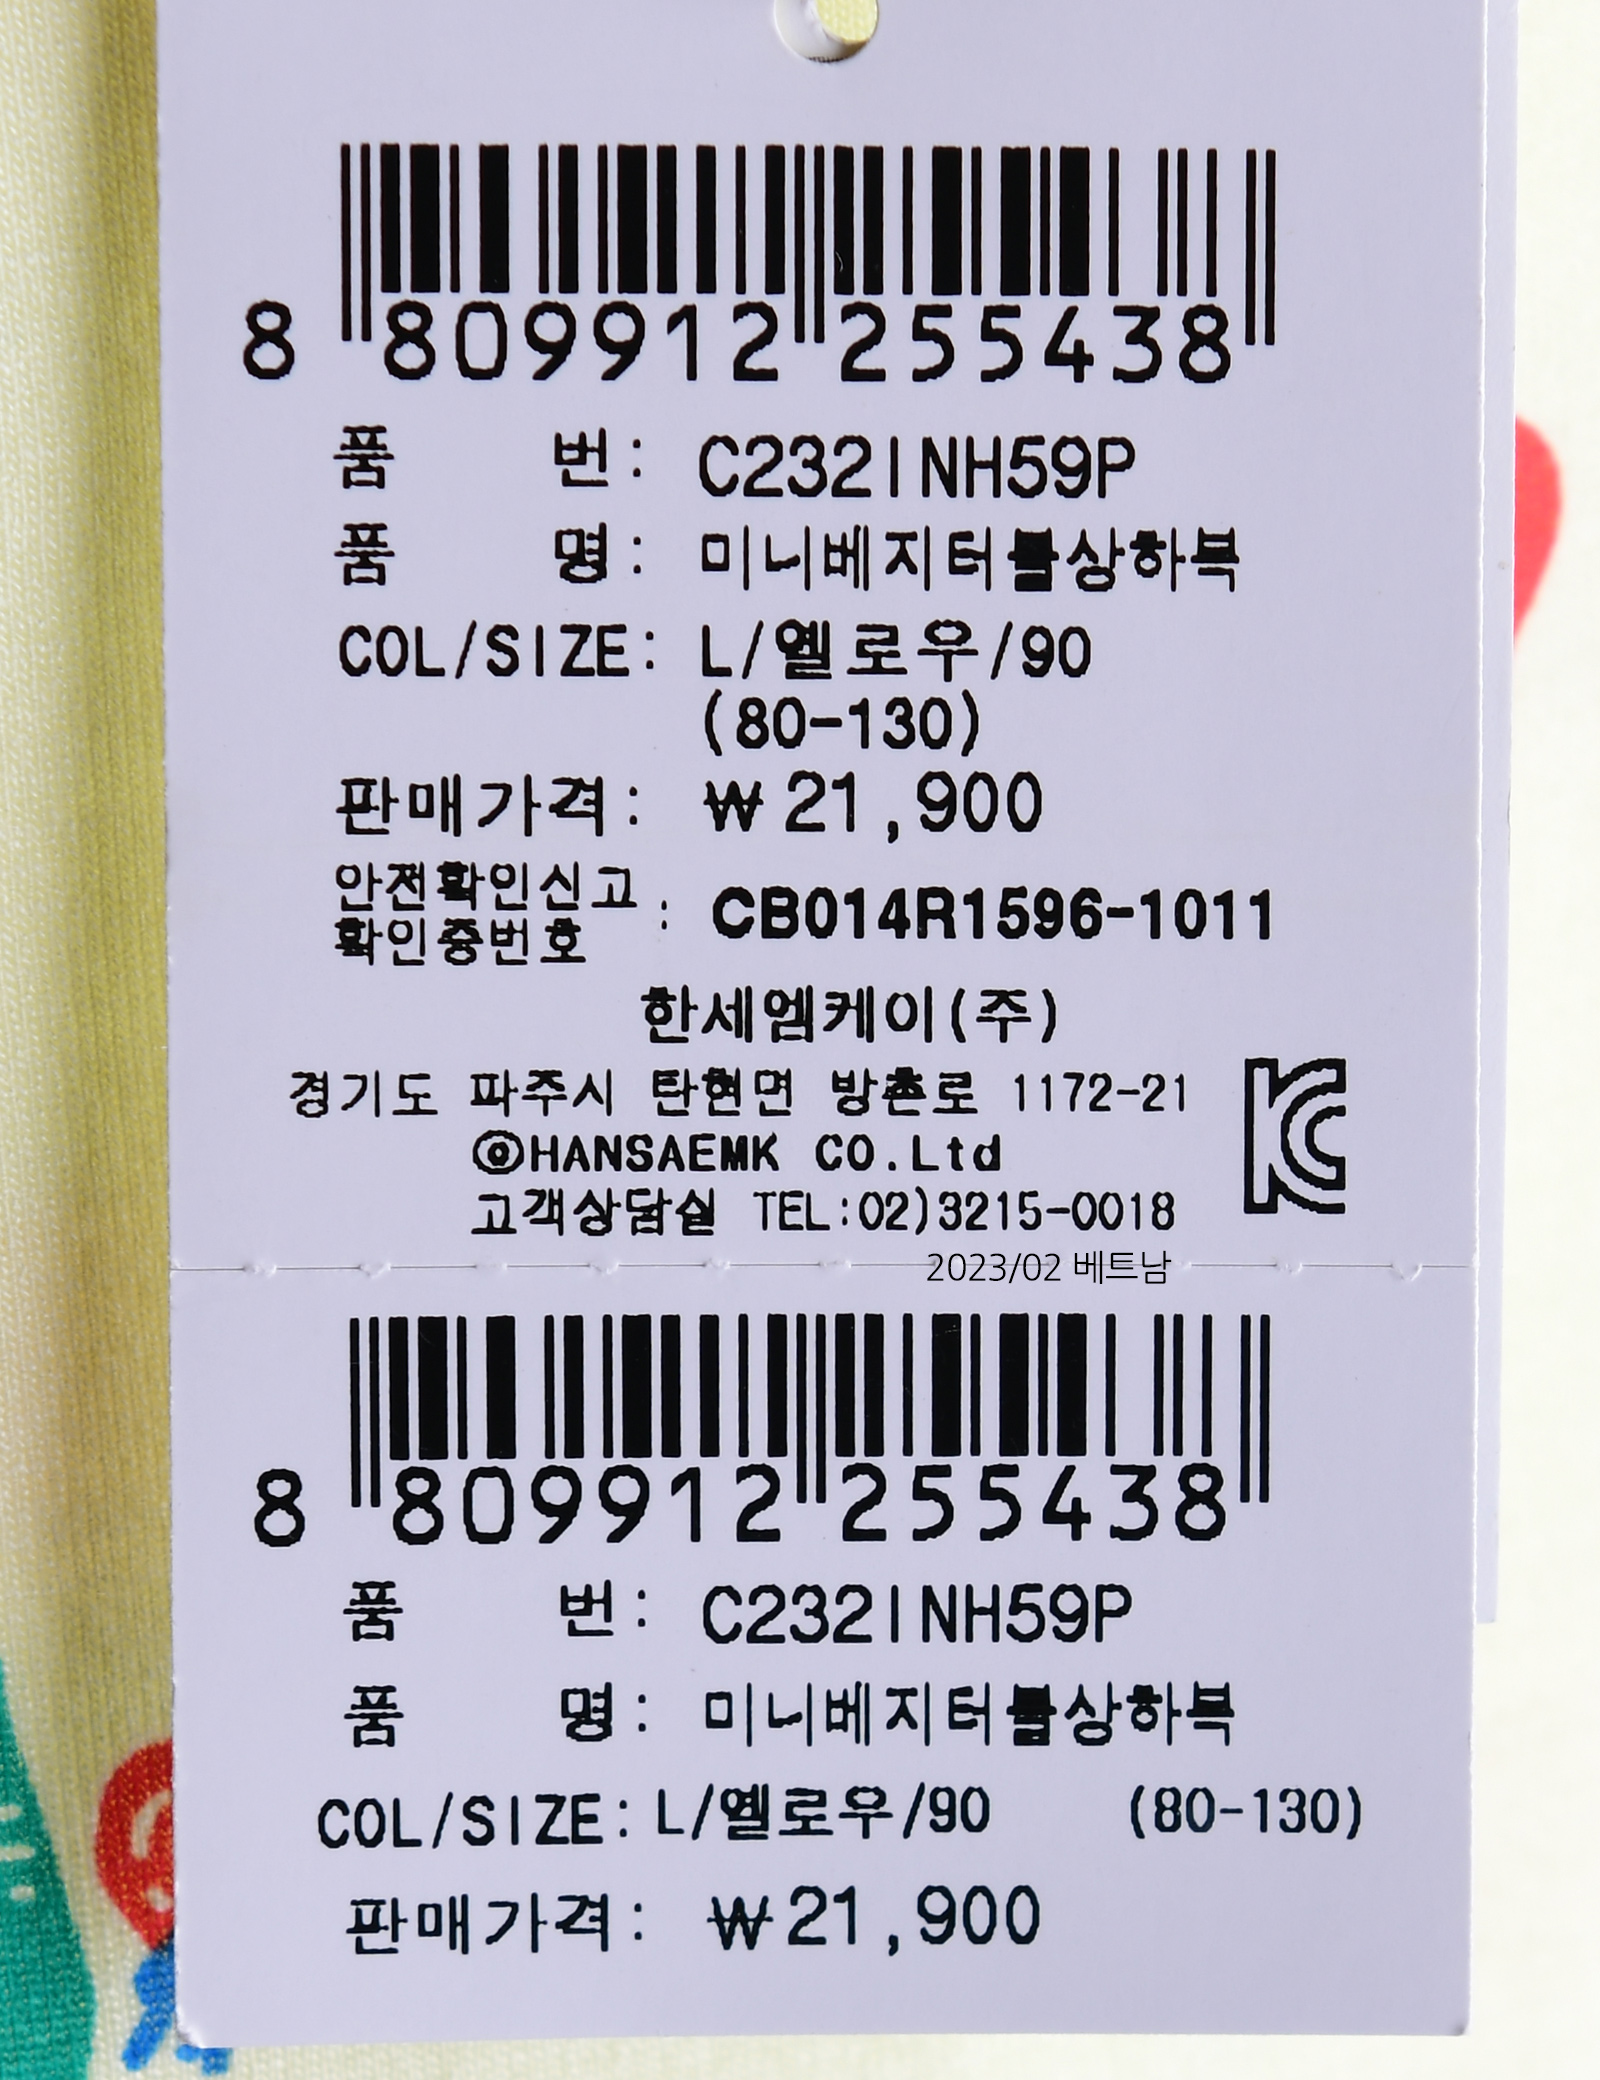 8 809912 255438
품 번: C232INH59P
품 명: 미니베지터블상하복
COL/SIZE: L/옐로우/90
(80-130)
판매가격: ₩21,900
안전확인신고
확인증번호 : CB014R1596-1011
한세엠케이(주)
경기도 파주시 탄현면 방촌로 1172-21
ⓒHANSAEMK CO.Ltd
고객상담실 TEL:02)3215-0018
KC
2023/02 베트남
8 809912 255438
품 번: C232INH59P
품 명: 미니베지터블상하복
COL/SIZE: L/옐로우/90 (80-130)
판매가격: ₩21,900